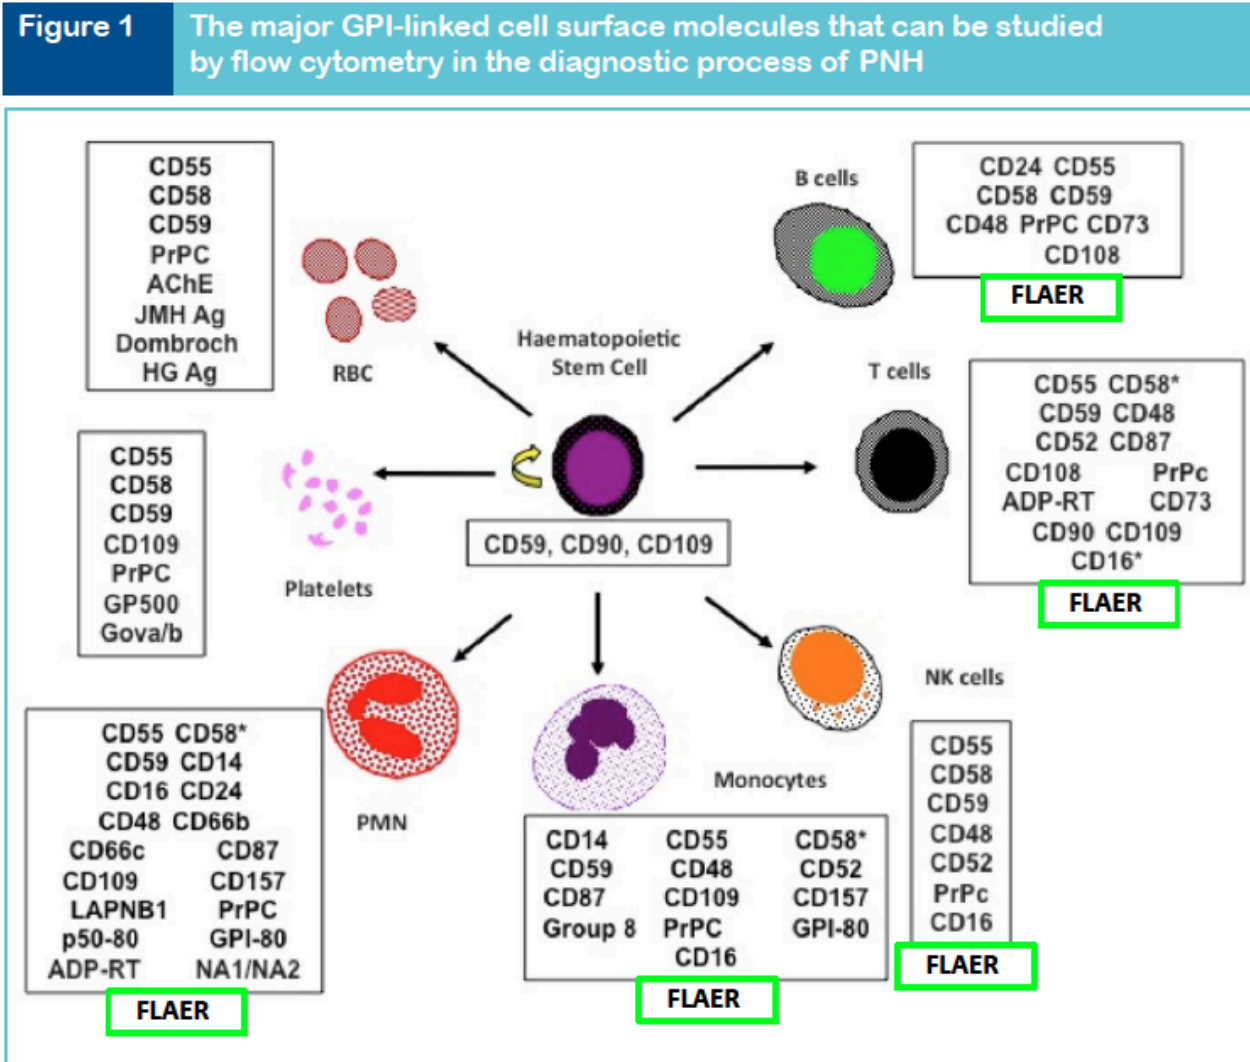 Figure 1
The major GPI-linked cell surface molecules that can be studied
by flow cytometry in the diagnostic process of PNH
CD55
CD58
CD59
PrPC
AChE
JMH Ag
Dombroch
HG Ag
RBC
B cells
CD24 CD55
CD58 CD59
CD48 PrPC CD73
CD108
FLAER
Haematopoietic
Stem Cell
T cells
CD55 CD58*
CD59 CD48
CD52 CD87
CD108 PrPc
ADP-RT CD73
CD90 CD109
CD16*
FLAER
CD55
CD58
CD59
CD109
PrPC
GP500
Gova/b
Platelets
CD59, CD90, CD109
NK cells
CD55
CD58
CD59
CD48
CD52
PrPc
CD16
FLAER
PMN
CD55 CD58*
CD59 CD14
CD16 CD24
CD48 CD66b
CD66c CD87
CD109 CD157
LAPNB1 PrPC
p50-80 GPI-80
ADP-RT NA1/NA2
FLAER
Monocytes
CD14 CD55 CD58*
CD59 CD48 CD52
CD87 CD109 CD157
Group 8 PrPC GPI-80
CD16
FLAER